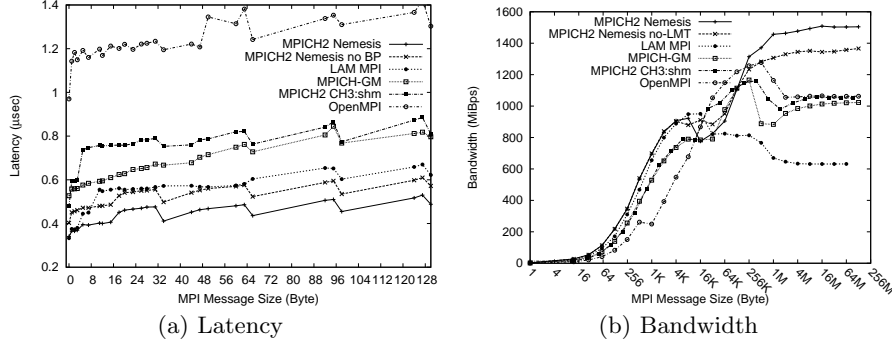 1.4
1.2
1
0.8
0.6
0.4
0.2
Latency (μsec)
MPICH2 Nemesis
MPICH2 Nemesis no BP
LAM MPI
MPICH-GM
MPICH2 CH3:shm
OpenMPI
0 8 16 24 32 40 48 56 64 72 80 88 96 104 112 120 128
MPI Message Size (Byte)
(a) Latency
1600
1400
1200
1000
800
600
400
200
0
Bandwidth (MiBps)
MPICH2 Nemesis
MPICH2 Nemesis no-LMT
LAM MPI
MPICH-GM
MPICH2 CH3:shm
OpenMPI
1 4 16 64 256 1K 4K 16K 64K 256K 1M 4M 16M 64M 256M
MPI Message Size (Byte)
(b) Bandwidth